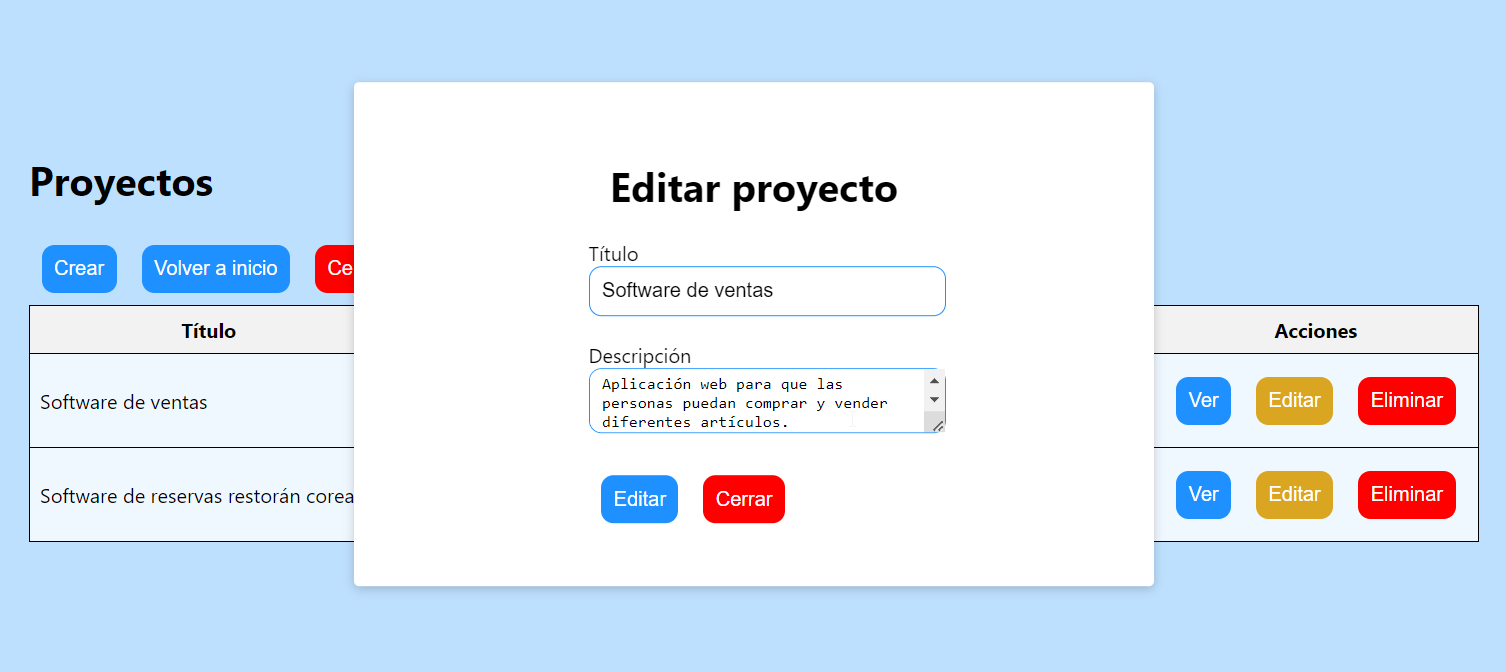 Proyectos
Crear Volver a inicio Ce
Título Acciones
Software de ventas Ver Editar Eliminar
Software de reservas restorán corea Ver Editar Eliminar
Editar proyecto
Título
Software de ventas
Descripción
Aplicación web para que las
personas puedan comprar y vender
diferentes artículos.
Editar Cerrar